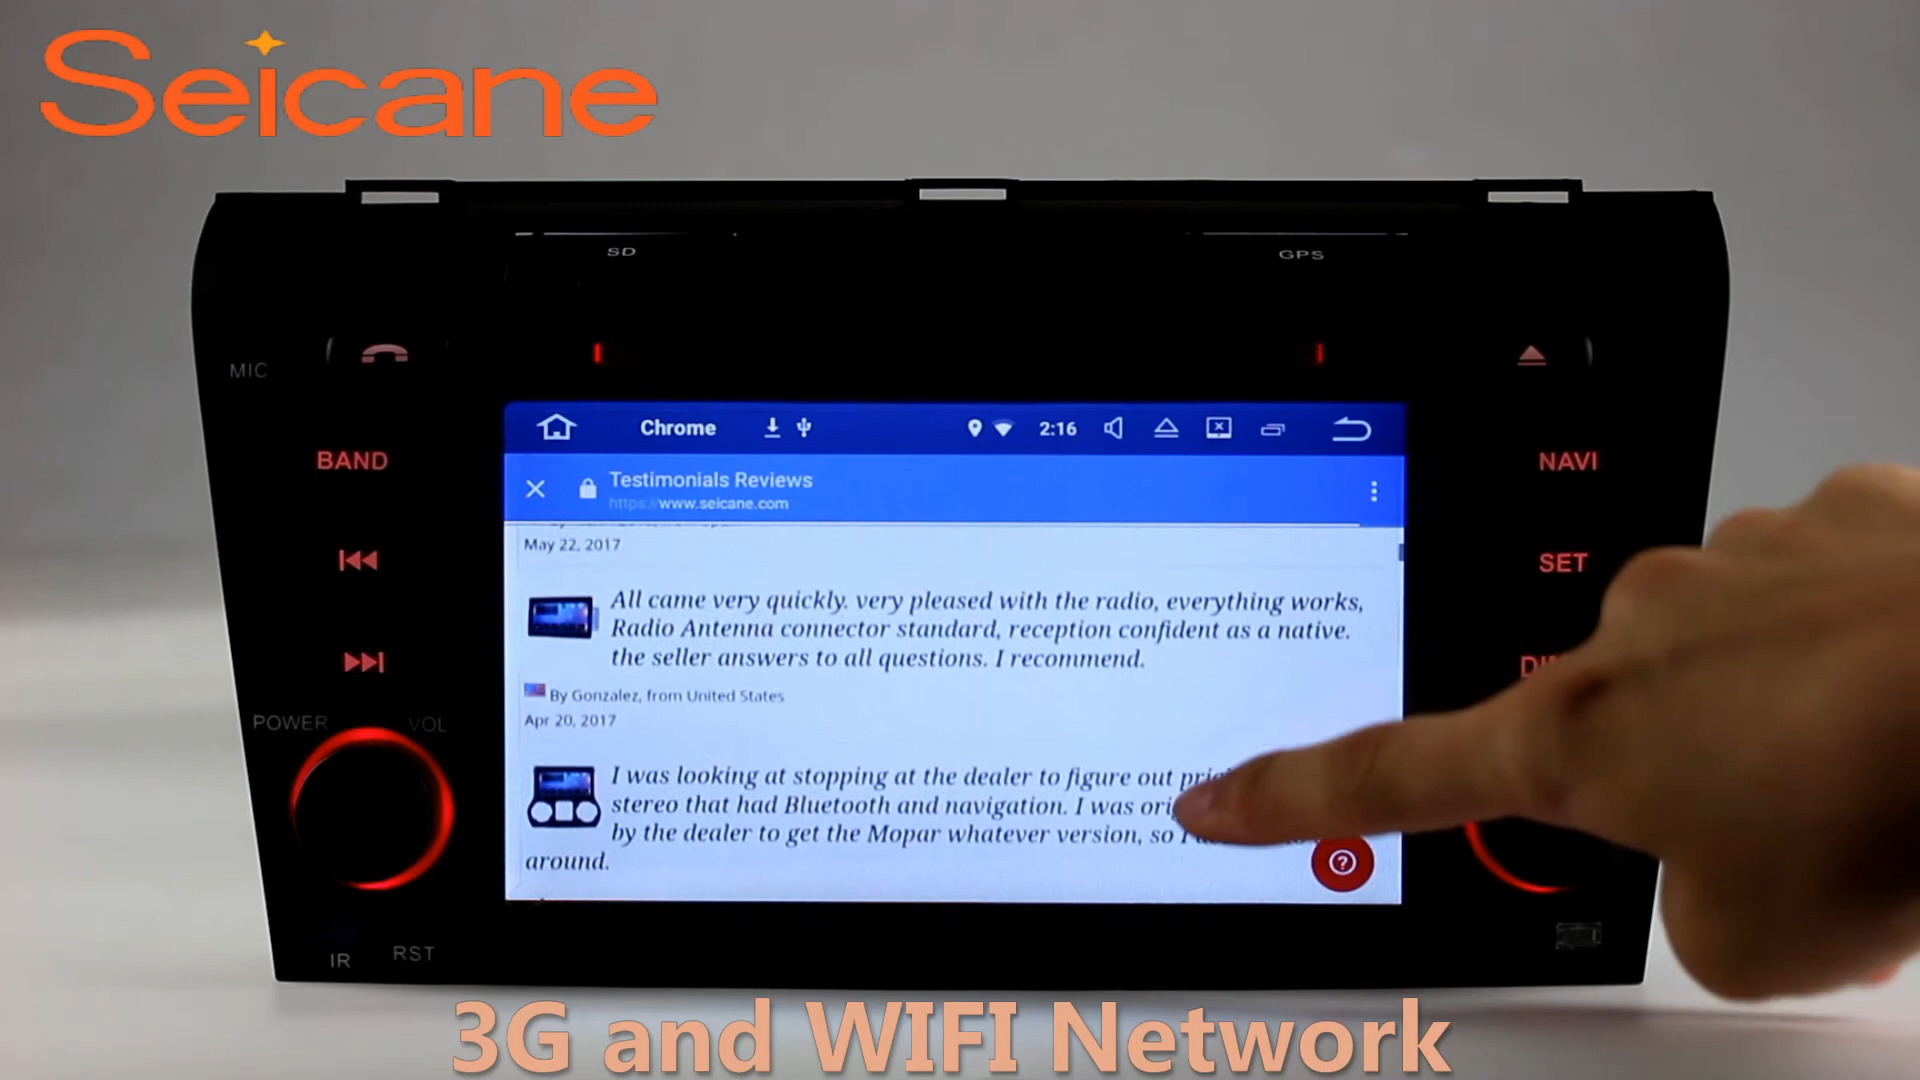 Seicane
SD
GPS
MIC
BAND
NAVI
SET
POWER
VOL
IR
RST
Chrome
2:16
Testimonials Reviews
https://www.seicane.com
May 22, 2017
All came very quickly. very pleased with the radio, everything works,
Radio Antenna connector standard, reception confident as a native.
the seller answers to all questions. I recommend.
By Gonzalez, from United States
Apr 20, 2017
I was looking at stopping at the dealer to figure out
stereo that had Bluetooth and navigation. I was
by the dealer to get the Mopar whatever version, so I
around.
3G and WIFI Network